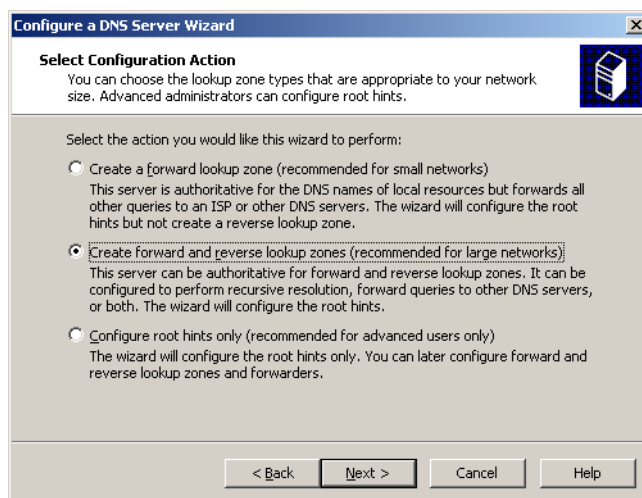 Configure a DNS Server Wizard
Select Configuration Action
You can choose the lookup zone types that are appropriate to your network
size. Advanced administrators can configure root hints.
Select the action you would like this wizard to perform:
Create a forward lookup zone (recommended for small networks)
This server is authoritative for the DNS names of local resources but forwards all
other queries to an ISP or other DNS servers. The wizard will configure the root
hints but not create a reverse lookup zone.
Create forward and reverse lookup zones (recommended for large networks)
This server can be authoritative for forward and reverse lookup zones. It can be
configured to perform recursive resolution, forward queries to other DNS servers,
or both. The wizard will configure the root hints.
Configure root hints only (recommended for advanced users only)
The wizard will configure the root hints only. You can later configure forward and
reverse lookup zones and forwarders.
< Back Next > Cancel Help